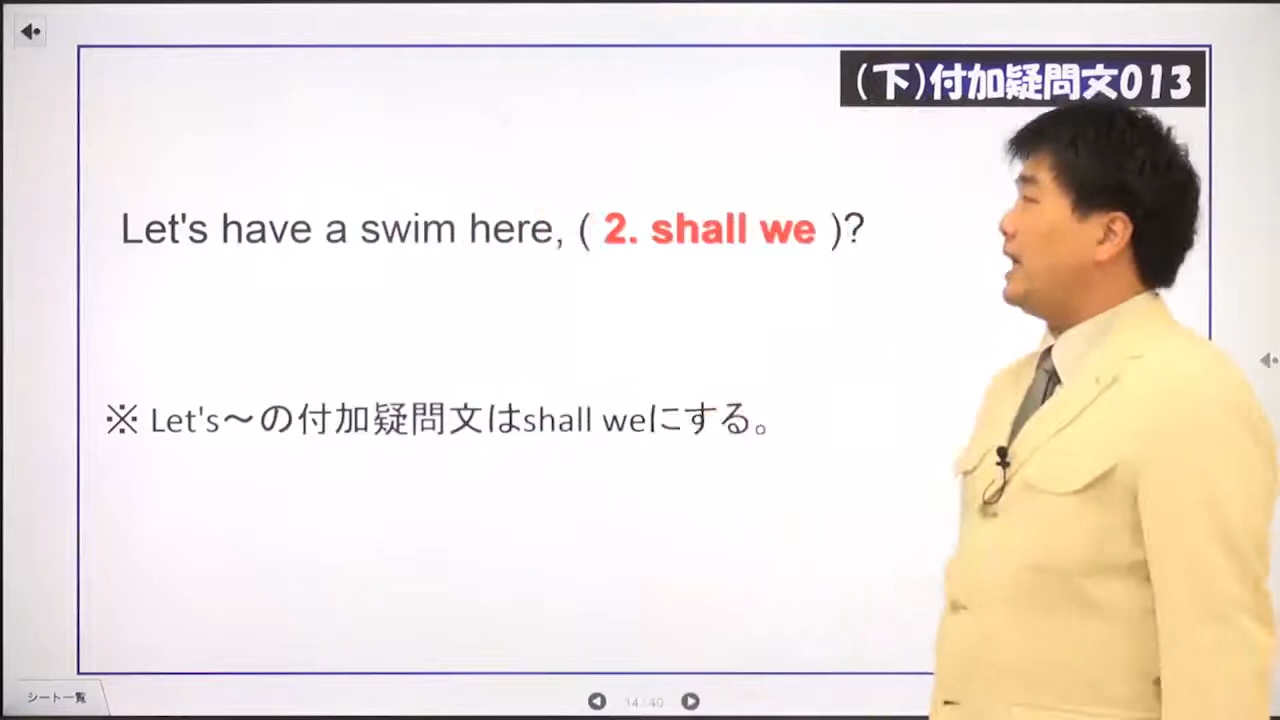 (下)付加疑問文013
Let's have a swim here, ( 2. shall we )?
※ Let's～の付加疑問文はshall weにする。
シート一覧
14/40